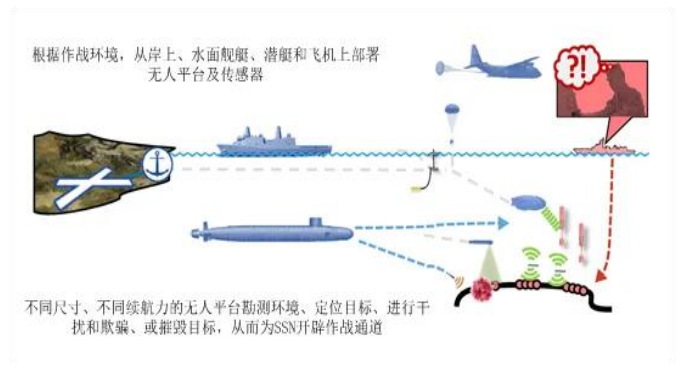 根据作战环境，从岸上、水面舰艇、潜艇和飞机上部署
无人平台及传感器
?!
不同尺寸、不同续航力的无人平台勘测环境、定位目标、进行干
扰和欺骗、或摧毁目标，从而为SSN开辟作战通道